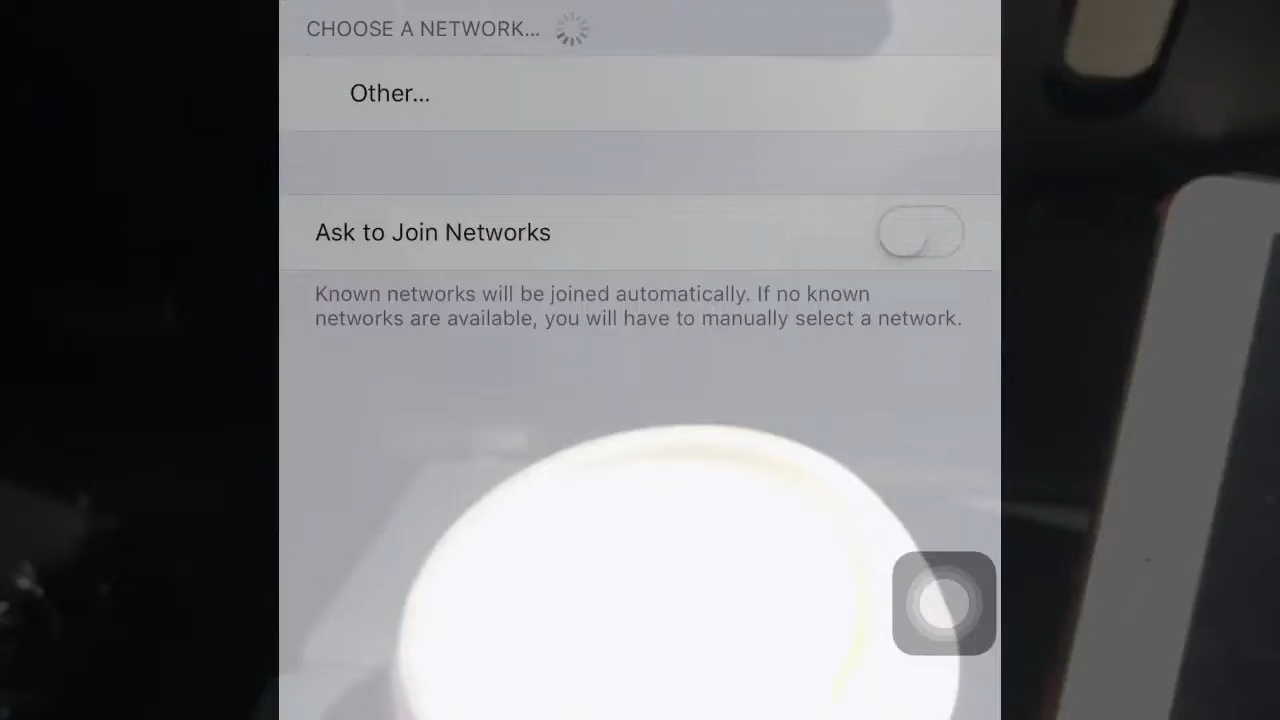 CHOOSE A NETWORK...
Other...
Ask to Join Networks
Known networks will be joined automatically. If no known
networks are available, you will have to manually select a network.